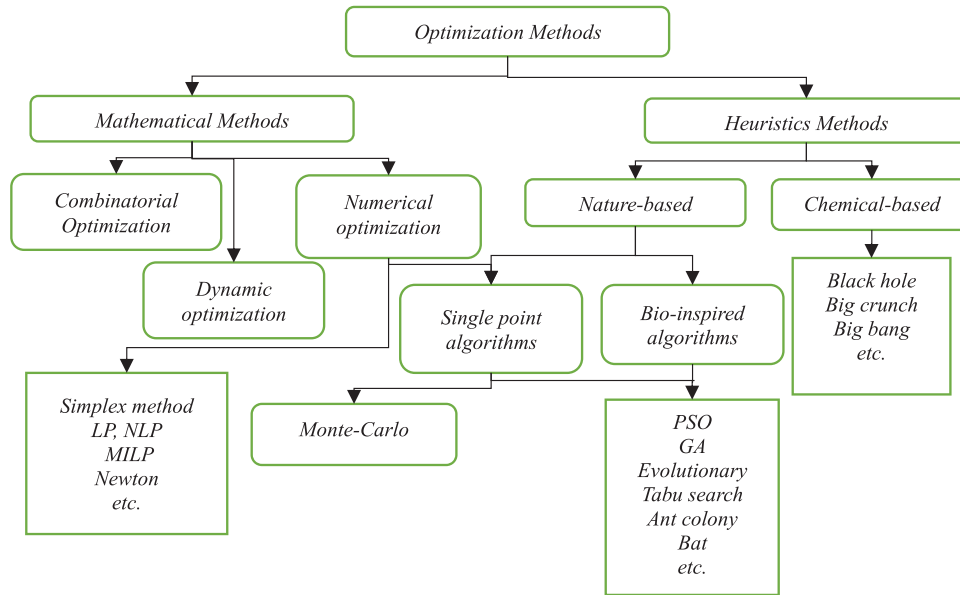 Optimization Methods
Mathematical Methods
Heuristics Methods
Combinatorial
Optimization
Numerical
optimization
Nature-based
Chemical-based
Dynamic
optimization
Single point
algorithms
Bio-inspired
algorithms
Black hole
Big crunch
Big bang
etc.
Simplex method
LP, NLP
MILP
Newton
etc.
Monte-Carlo
PSO
GA
Evolutionary
Tabu search
Ant colony
Bat
etc.